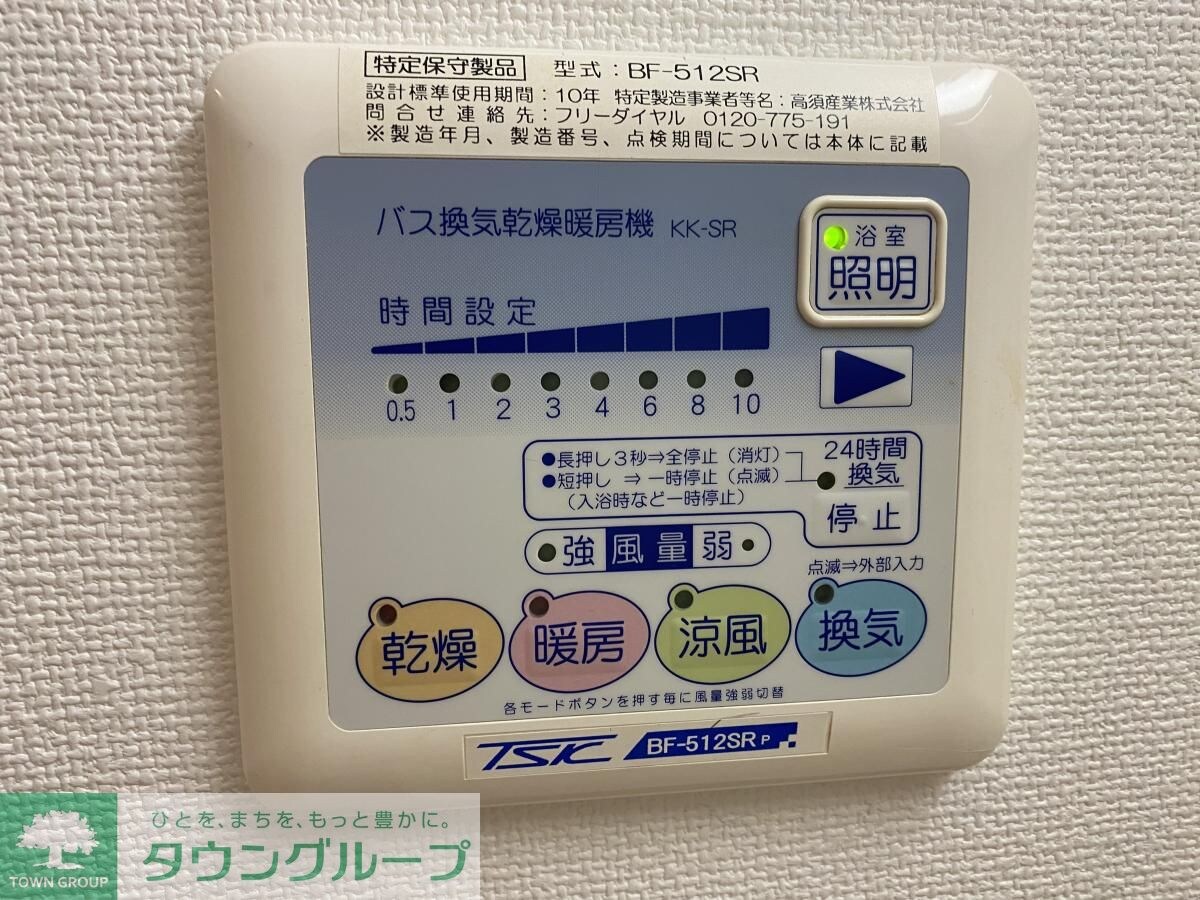 特定保守製品 型式：BF-512SR
設計標準使用期間：10年 特定製造事業者等名：高須産業株式会社
問合せ連絡先：フリーダイヤル 0120-775-191
※製造年月、製造番号、点検期間については本体に記載
バス換気乾燥暖房機 KK-SR
浴室
照明
時間設定
0.5 1 2 3 4 6 8 10
●長押し3秒⇒全停止（消灯）
●短押し ⇒一時停止（点滅）
（入浴時など一時停止）
24時間
換気
停止
強 風量 弱
点滅⇒外部入力
乾燥 暖房 涼風 換気
各モードボタンを押す毎に風量強弱切替
TSK BF-512SRP
ひとを、まちを、もっと豊かに。
タウングループ
TOWN GROUP